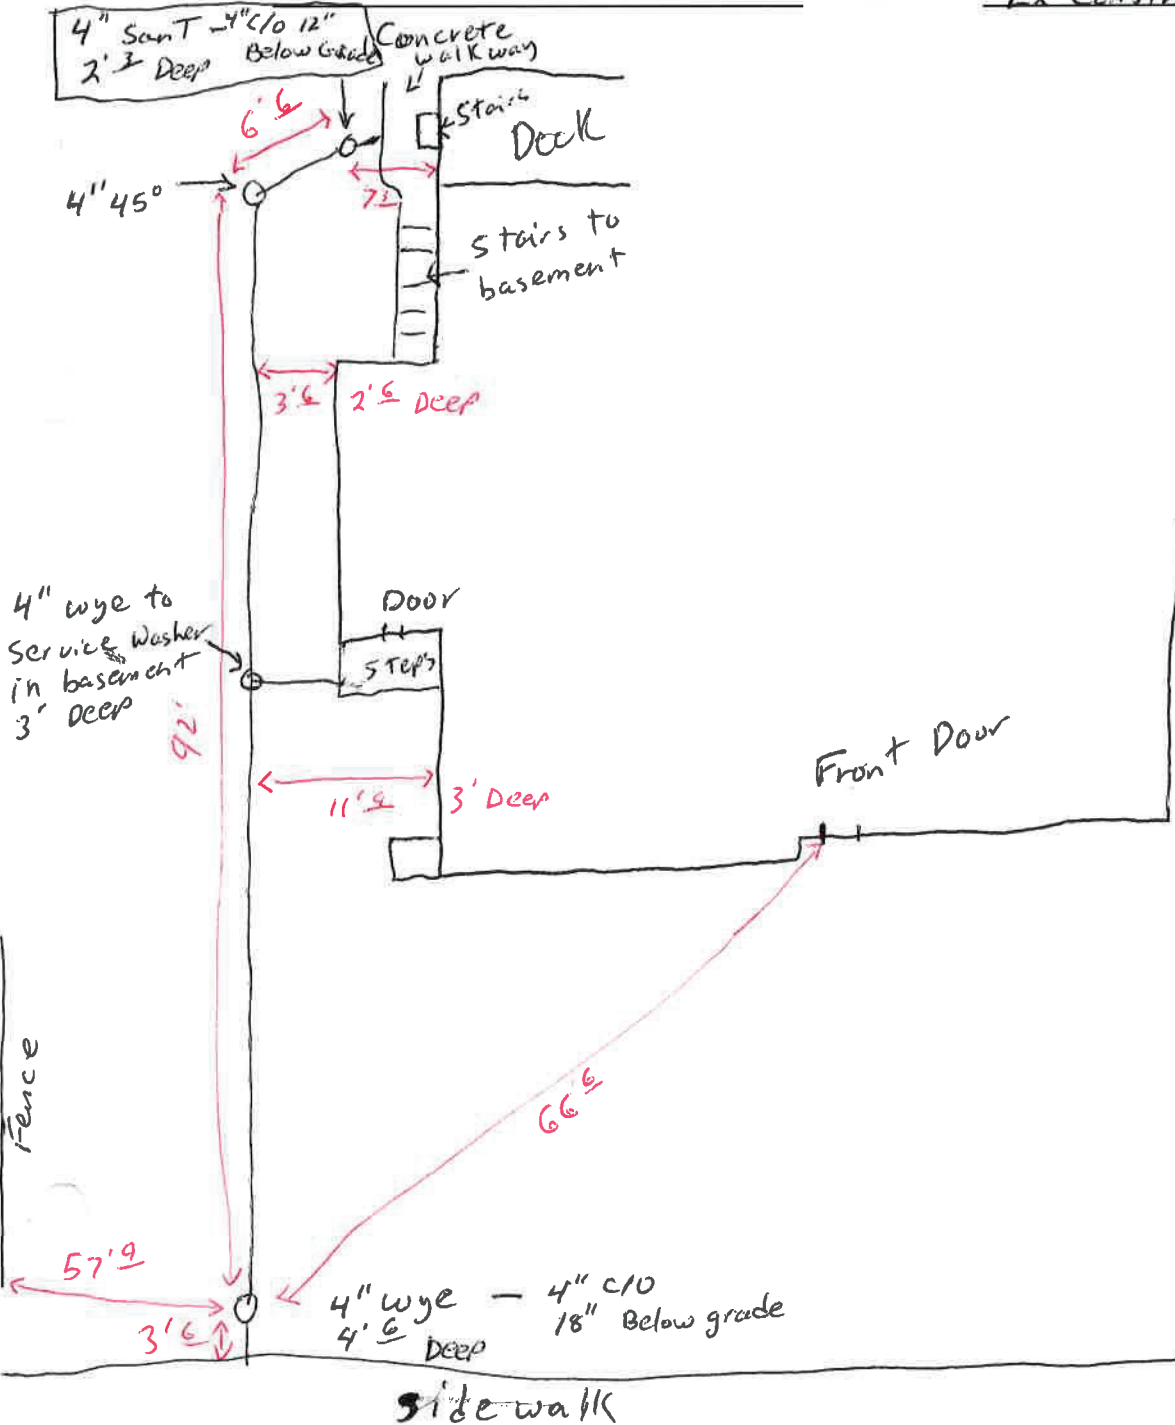 4" San T - 4" C/O 12"
2' 3 Deep Below Grade
Concrete
walkway
Stairs
Deck
6' 6
4" 45°
7 3
Stairs to
basement
3' 6
2' 6 Deep
4" wye to
Service Washer
in basement
3' Deep
Door
Steps
92'
11' 9
3' Deep
Front Door
Fence
66 6
57' 9
3' 6
4" wye - 4" C/O
4' 6 Deep
18" Below grade
sidewalk